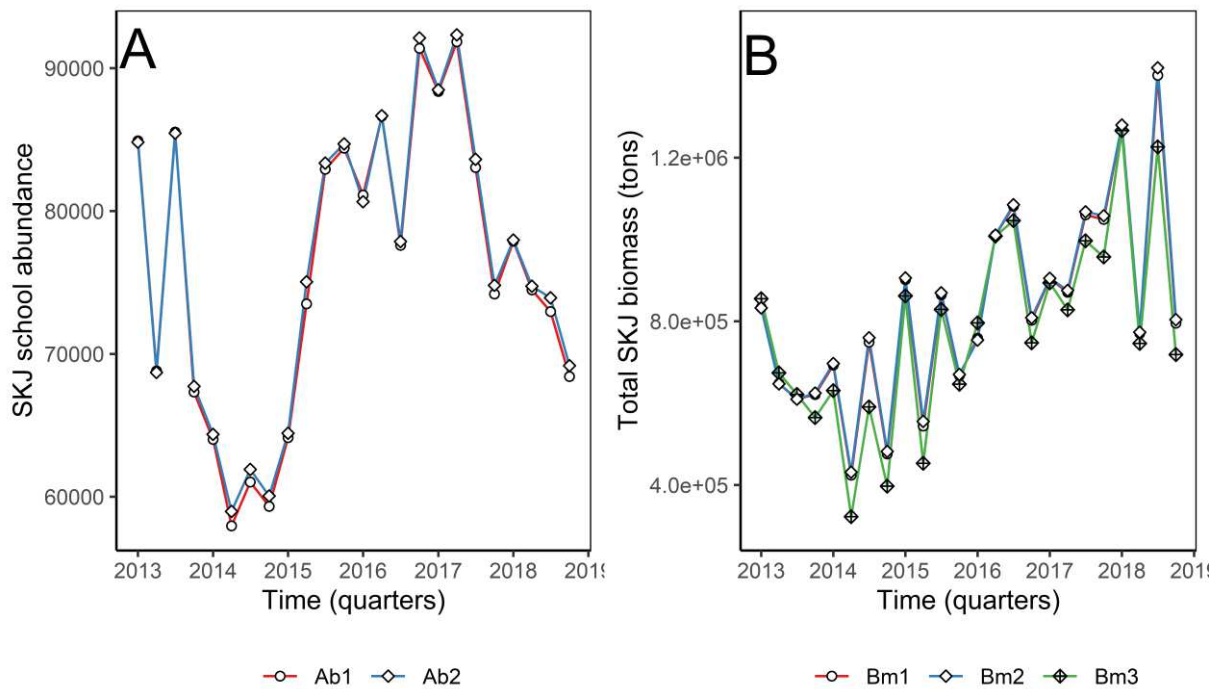 A
SKJ school abundance
90000
80000
70000
60000
2013 2014 2015 2016 2017 2018 2019
Time (quarters)
Ab1 Ab2
B
Total SKJ biomass (tons)
1.2e+06
8.0e+05
4.0e+05
2013 2014 2015 2016 2017 2018 2019
Time (quarters)
Bm1 Bm2 Bm3